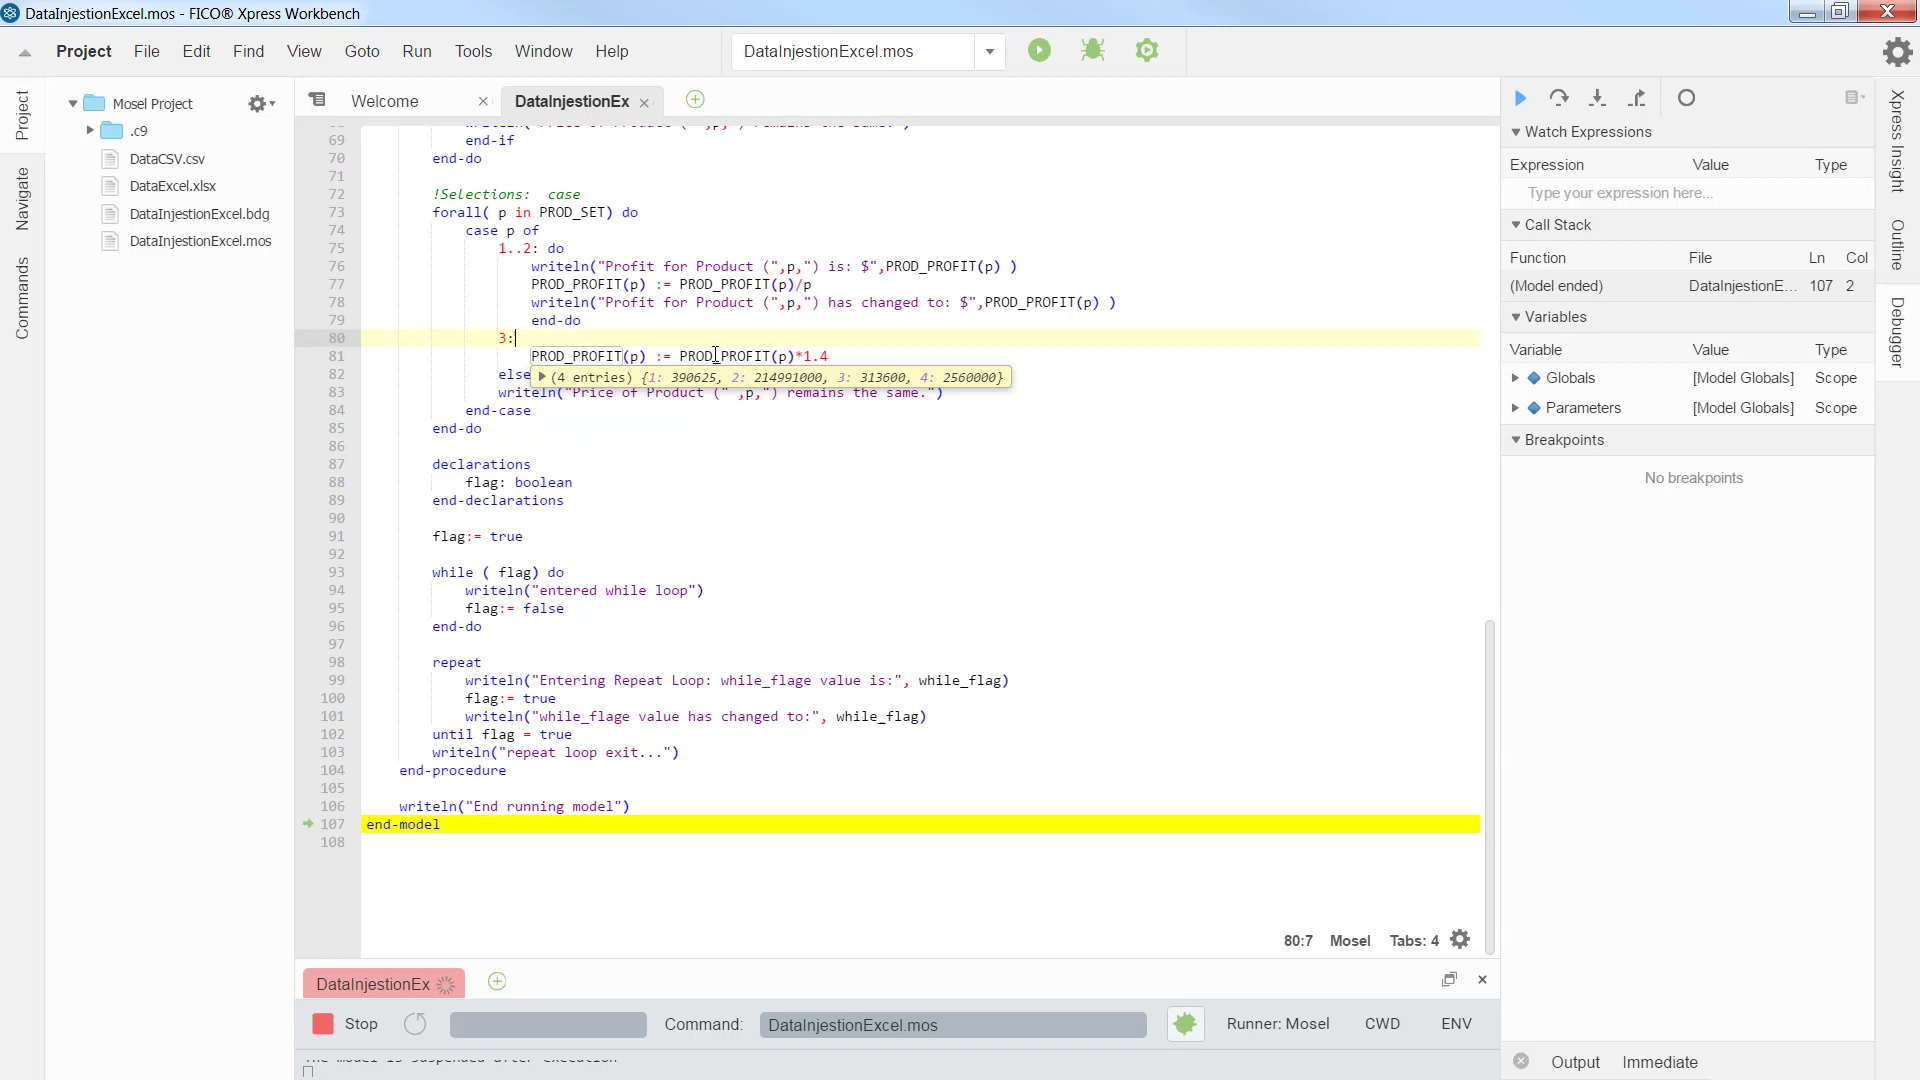 DataInjestionExcel.mos - FICO® Xpress Workbench
Project File Edit Find View Goto Run Tools Window Help
DataInjestionExcel.mos
Project
Navigate
Commands
Mosel Project
.c9
DataCSV.csv
DataExcel.xlsx
DataInjestionExcel.bdg
DataInjestionExcel.mos
Welcome
DataInjestionEx
69 end-if
70 end-do
71
72 !Selections: case
73 forall( p in PROD_SET) do
74 case p of
75 1..2: do
76 writeln("Profit for Product (",p,") is: $",PROD_PROFIT(p) )
77 PROD_PROFIT(p) := PROD_PROFIT(p)/p
78 writeln("Profit for Product (",p,") has changed to: $",PROD_PROFIT(p) )
79 end-do
80 3:
81 PROD_PROFIT(p) := PROD_PROFIT(p)*1.4
82 else
(4 entries) {1: 390625, 2: 214991000, 3: 313600, 4: 2560000}
83 writeln("Price of Product (" ,p,") remains the same.")
84 end-case
85 end-do
86
87 declarations
88 flag: boolean
89 end-declarations
90
91 flag:= true
92
93 while ( flag) do
94 writeln("entered while loop")
95 flag:= false
96 end-do
97
98 repeat
99 writeln("Entering Repeat Loop: while_flage value is:", while_flag)
100 flag:= true
101 writeln("while_flage value has changed to:", while_flag)
102 until flag = true
103 writeln("repeat loop exit...")
104 end-procedure
105
106 writeln("End running model")
107 end-model
108
80:7 Mosel Tabs: 4
DataInjestionEx
Stop
Command: DataInjestionExcel.mos
Runner: Mosel CWD ENV
Watch Expressions
Expression Value Type
Type your expression here...
Call Stack
Function File Ln Col
(Model ended) DataInjestionE... 107 2
Variables
Variable Value Type
Globals [Model Globals] Scope
Parameters [Model Globals] Scope
Breakpoints
No breakpoints
Output Immediate
Xpress Insight
Outline
Debugger